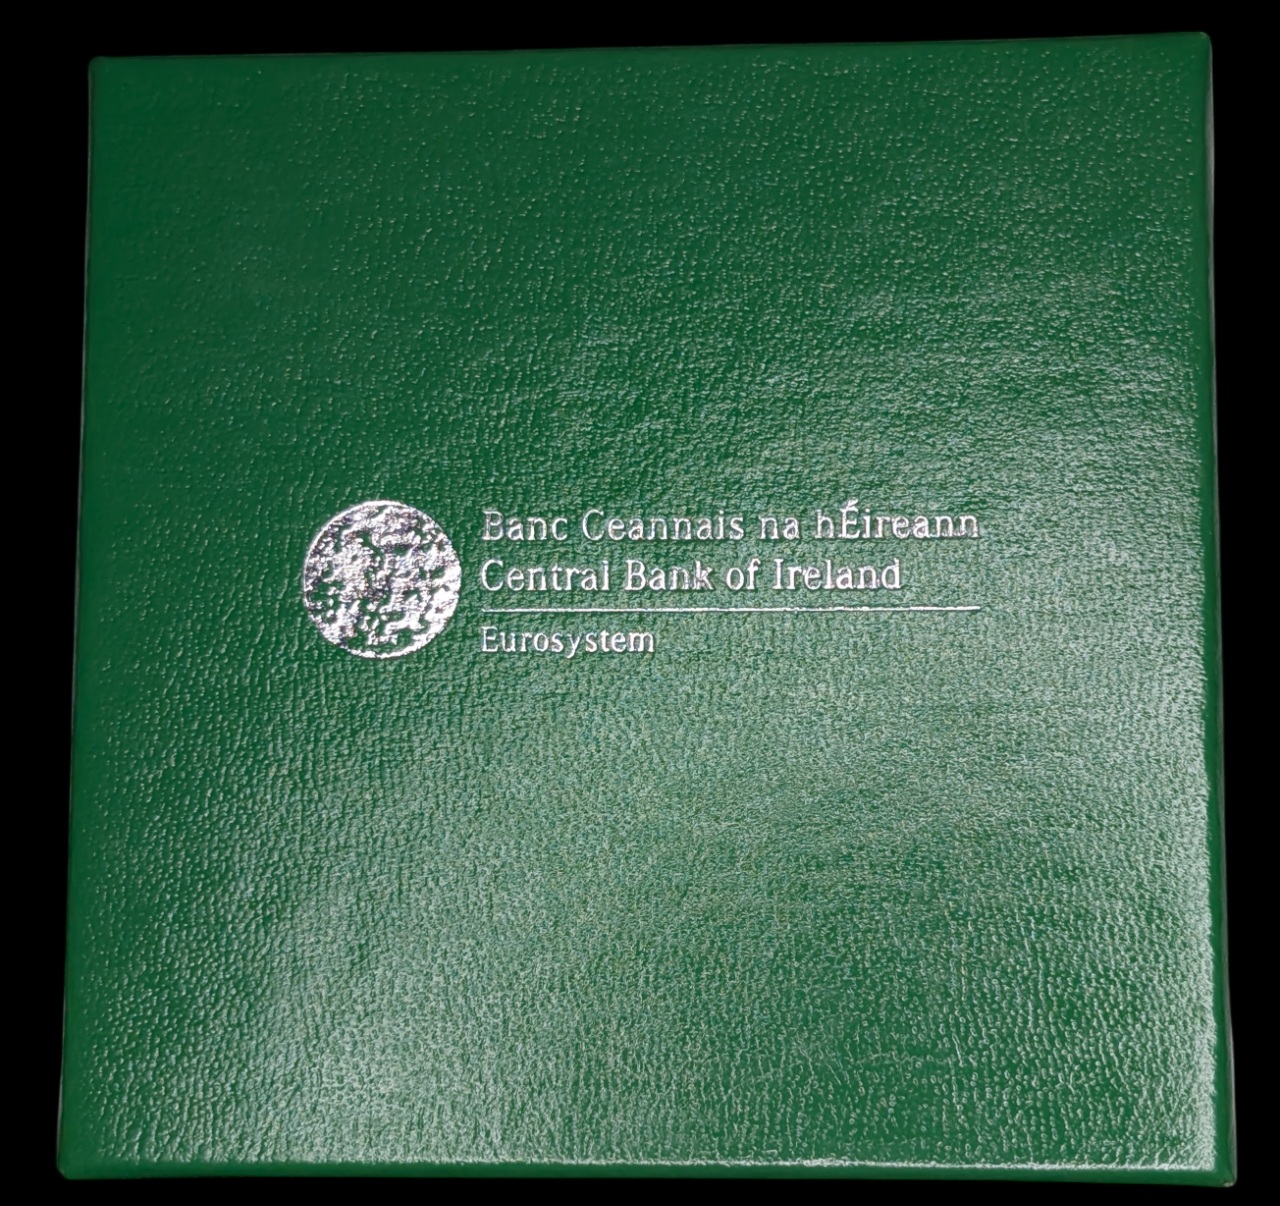 Banc Ceannais na hÉireann
Central Bank of Ireland
Eurosystem